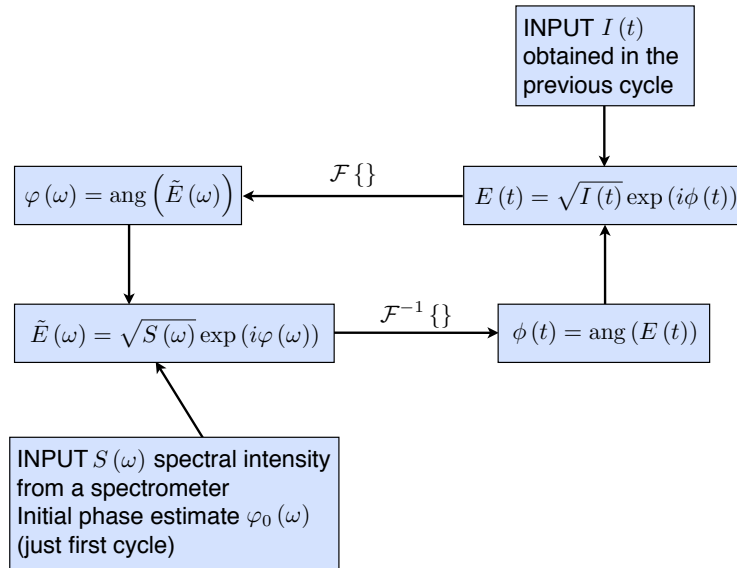 INPUT I (t)
obtained in the
previous cycle
ℱ {}
φ (ω) = ang (Ẽ (ω))
E (t) = √I (t) exp (iϕ (t))
Ẽ (ω) = √S (ω) exp (iφ (ω))
ℱ⁻¹ {}
ϕ (t) = ang (E (t))
INPUT S (ω) spectral intensity
from a spectrometer
Initial phase estimate φ₀ (ω)
(just first cycle)